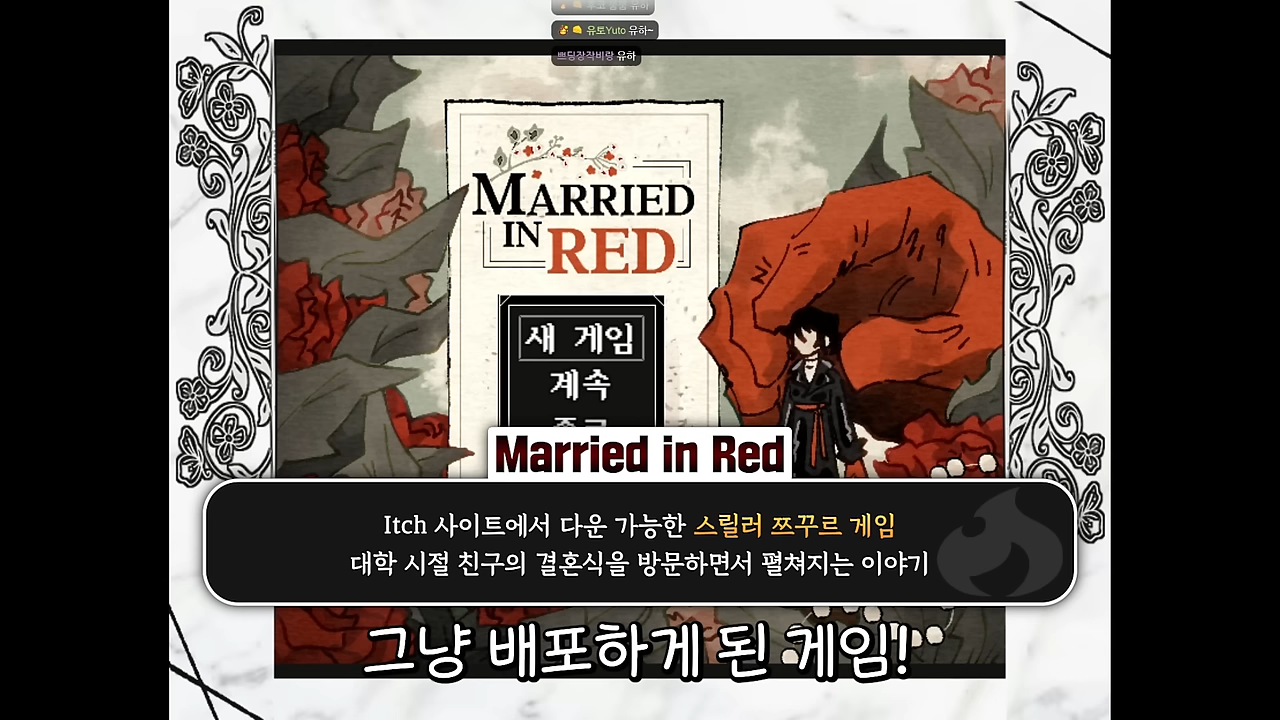 유토Yuto 유하~
쁘딩장작비랑 유하
MARRIED
IN RED
새 게임
계속
Married in Red
Itch 사이트에서 다운 가능한 스릴러 쯔꾸르 게임
대학 시절 친구의 결혼식을 방문하면서 펼쳐지는 이야기
그냥 배포하게 된 게임!